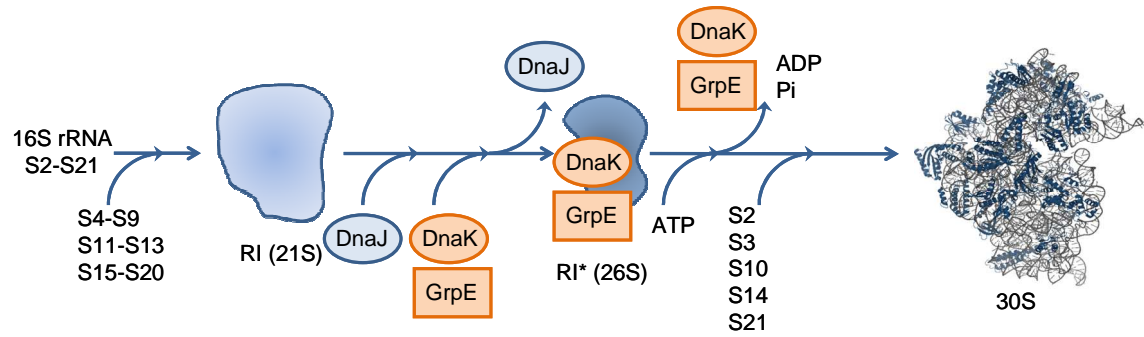 16S rRNA
S2-S21
S4-S9
S11-S13
S15-S20
RI (21S)
DnaJ
DnaK
GrpE
DnaJ
DnaK
GrpE
RI* (26S)
ATP
DnaK
GrpE
ADP
Pi
S2
S3
S10
S14
S21
30S